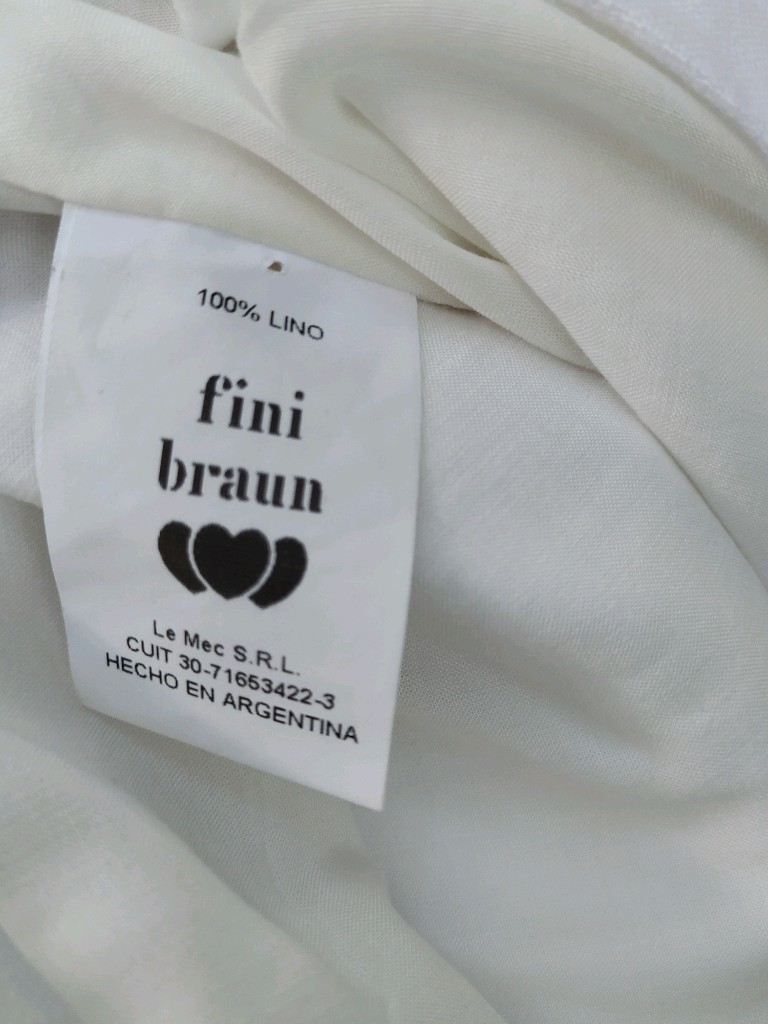 100% LINO
fini
braun
Le Mec S.R.L.
CUIT 30-71653422-3
HECHO EN ARGENTINA